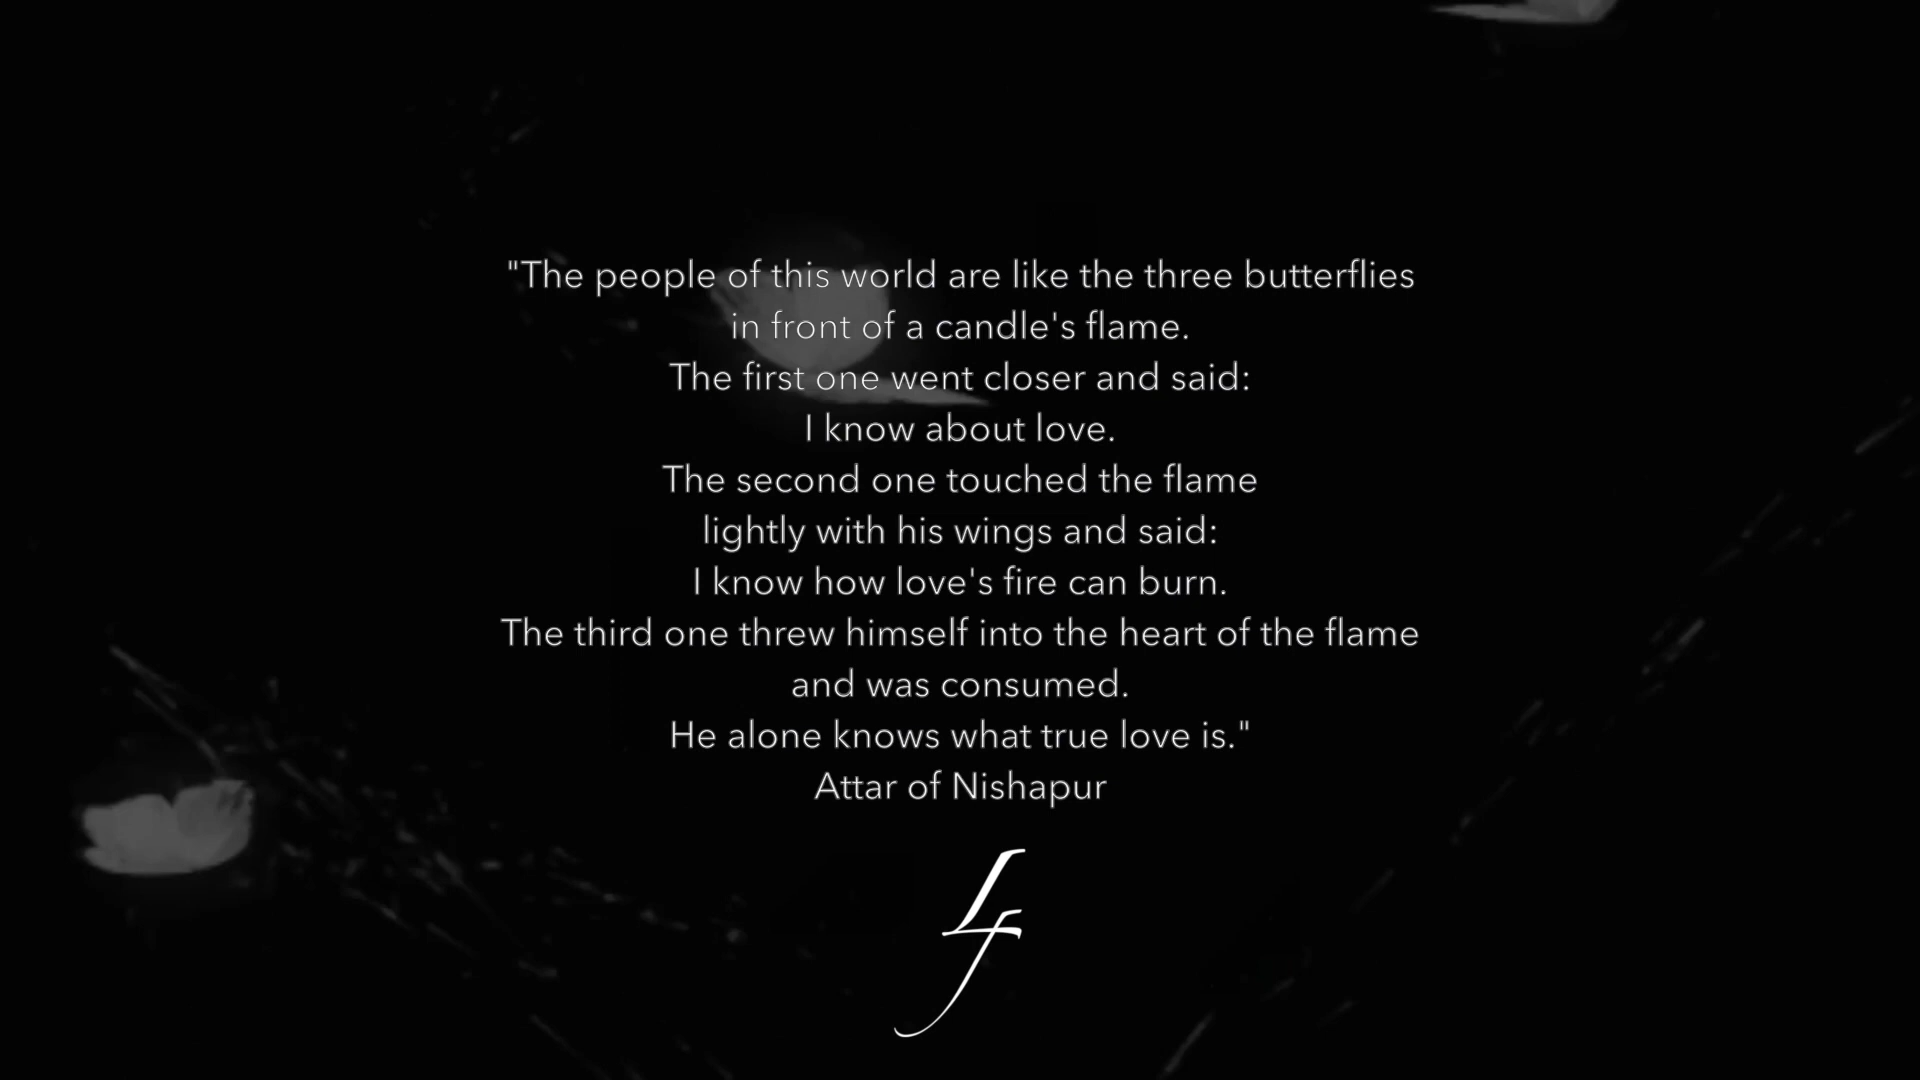 "The people of this world are like the three butterflies
in front of a candle's flame.
The first one went closer and said:
I know about love.
The second one touched the flame
lightly with his wings and said:
I know how love's fire can burn.
The third one threw himself into the heart of the flame
and was consumed.
He alone knows what true love is."
Attar of Nishapur
Lf